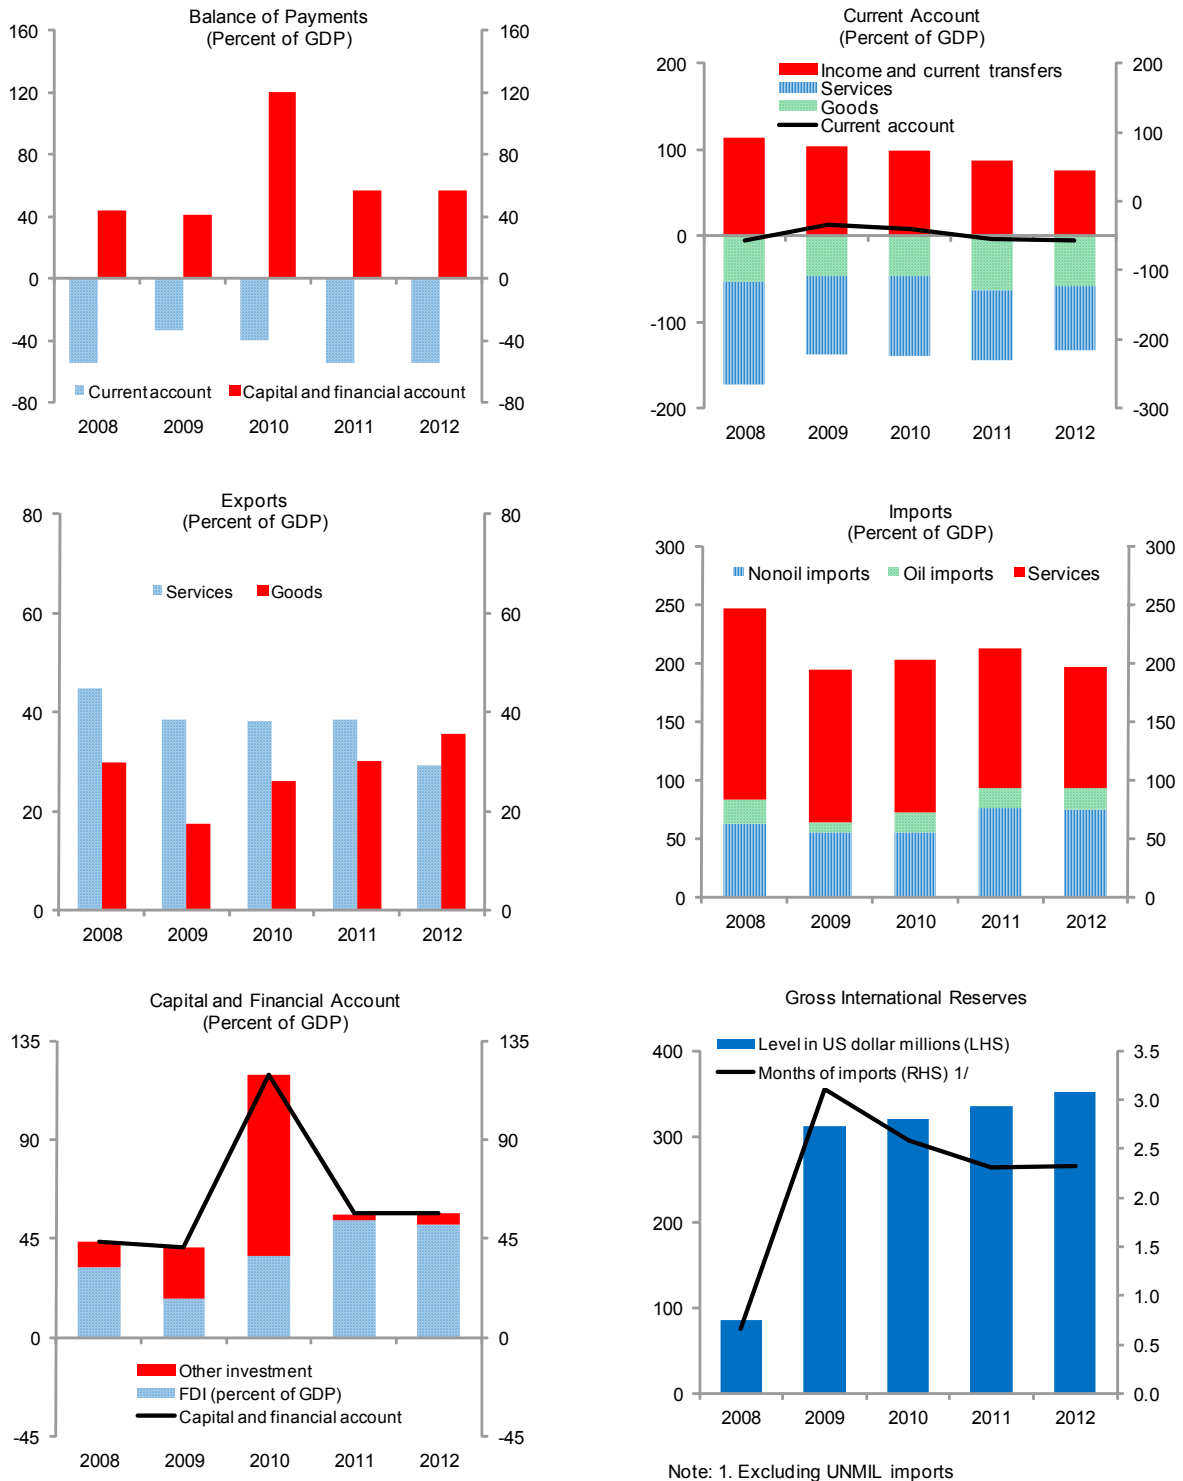 Balance of Payments
(Percent of GDP)
160 160
120 120
80 80
40 40
0 0
-40 -40
Current account Capital and financial account
-80 -80
2008 2009 2010 2011 2012
Current Account
(Percent of GDP)
200 200
Income and current transfers
Services
Goods
Current account
100 100
0 0
-100 -100
-200 -200
-300
2008 2009 2010 2011 2012
Exports
(Percent of GDP)
80 80
Services Goods
60 60
40 40
20 20
0 0
2008 2009 2010 2011 2012
Imports
(Percent of GDP)
300 300
Nonoil imports Oil imports Services
250 250
200 200
150 150
100 100
50 50
0 0
2008 2009 2010 2011 2012
Capital and Financial Account
(Percent of GDP)
135 135
90 90
45 45
0 0
Other investment
FDI (percent of GDP)
Capital and financial account
-45 -45
2008 2009 2010 2011 2012
Gross International Reserves
Level in US dollar millions (LHS)
Months of imports (RHS) 1/
400 3.5
3.0
300
2.5
200 2.0
1.5
100 1.0
0.5
0 0.0
2008 2009 2010 2011 2012
Note: 1. Excluding UNMIL imports